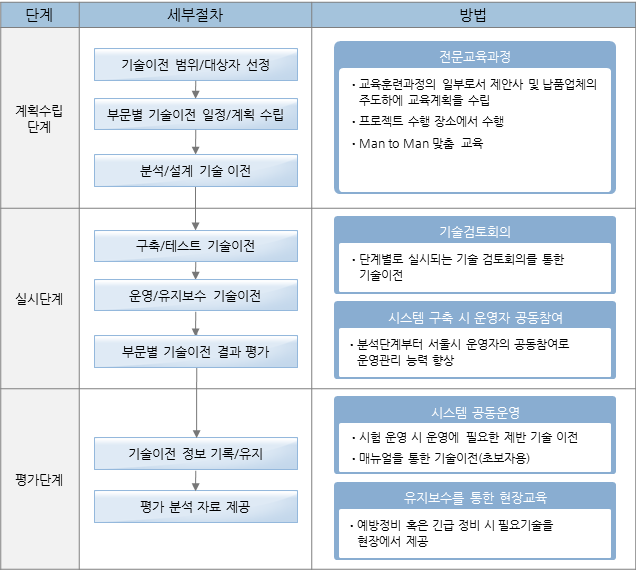 단계
세부절차
방법
계획수립
단계
기술이전 범위/대상자 선정
부문별 기술이전 일정/계획 수립
분석/설계 기술 이전
전문교육과정
· 교육훈련과정의 일부로서 제안사 및 납품업체의
주도하에 교육계획을 수립
· 프로젝트 수행 장소에서 수행
· Man to Man 맞춤 교육
실시단계
구축/테스트 기술이전
운영/유지보수 기술이전
부문별 기술이전 결과 평가
기술검토회의
· 단계별로 실시되는 기술 검토회의를 통한
기술이전
시스템 구축 시 운영자 공동참여
· 분석단계부터 서울시 운영자의 공동참여로
운영관리 능력 향상
평가단계
기술이전 정보 기록/유지
평가 분석 자료 제공
시스템 공동운영
· 시험 운영 시 운영에 필요한 제반 기술 이전
· 매뉴얼을 통한 기술이전(초보자용)
유지보수를 통한 현장교육
· 예방정비 혹은 긴급 정비 시 필요기술을
현장에서 제공